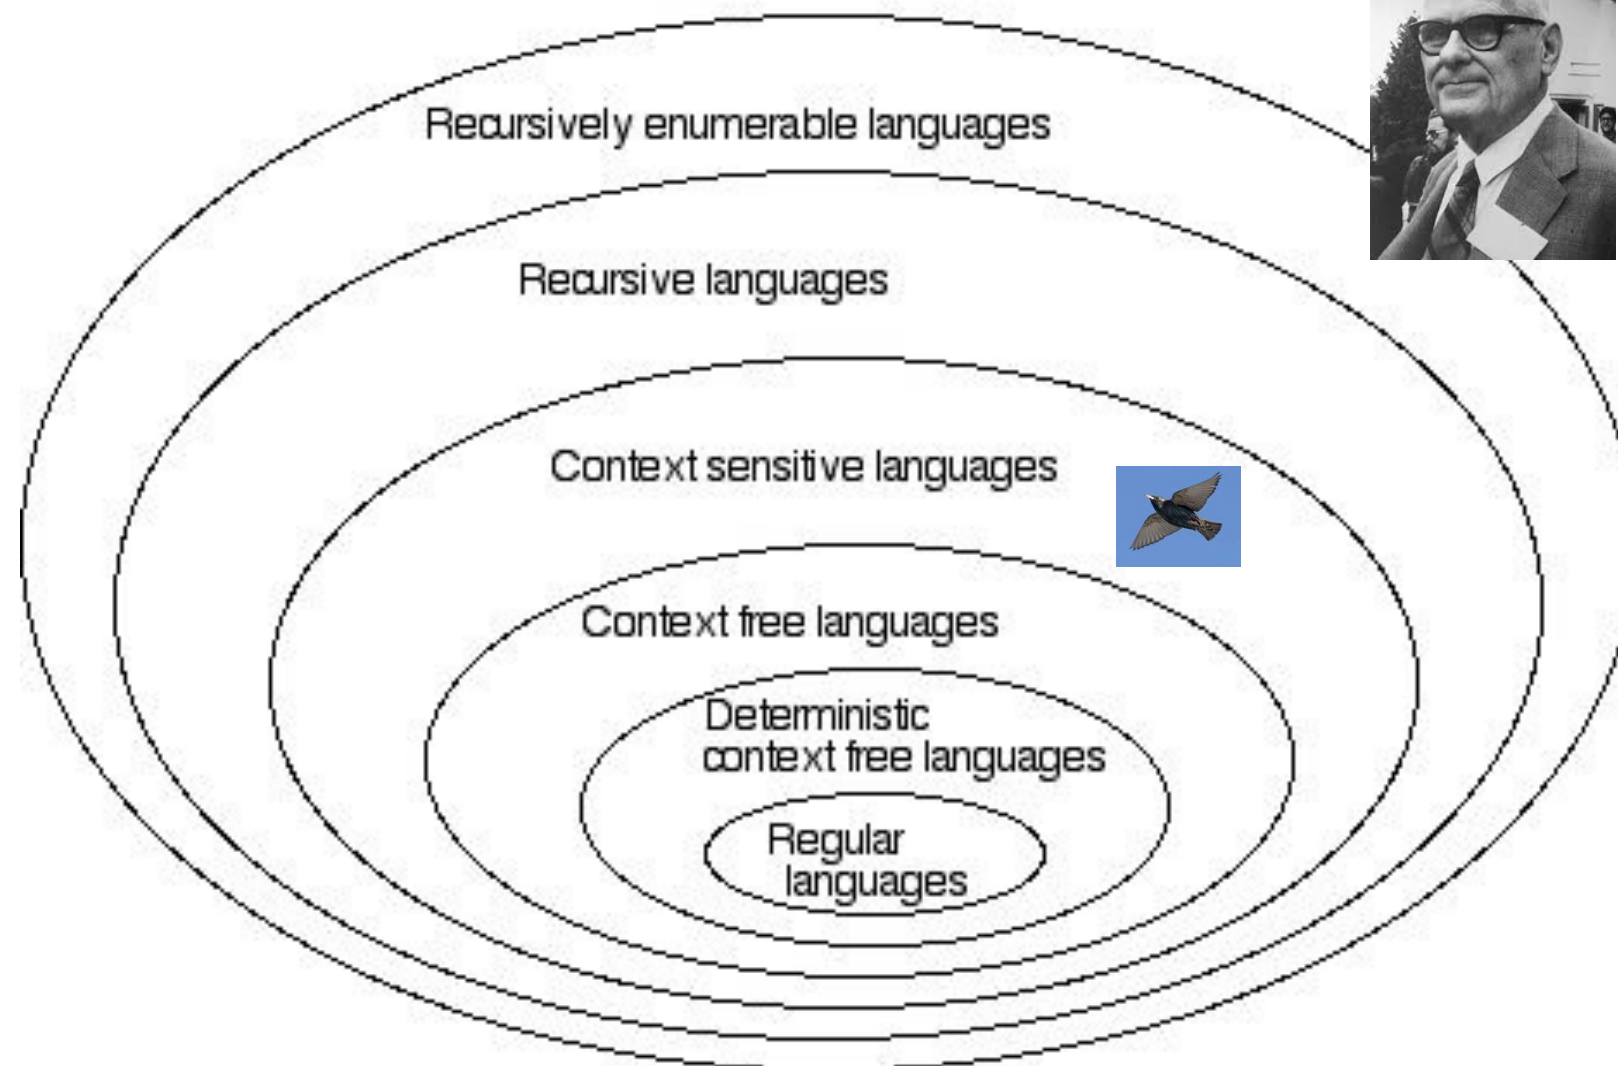 Recursively enumerable languages
Recursive languages
Context sensitive languages
Context free languages
Deterministic
context free languages
Regular
languages